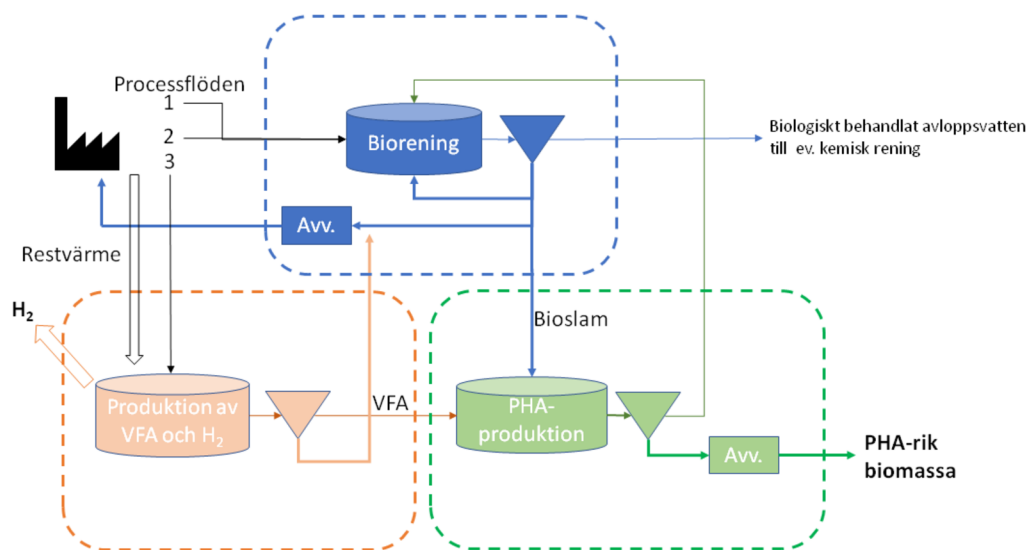 Processflöden
1
2
3
Biorening
Biologiskt behandlat avloppsvatten
till ev. kemisk rening
Avv.
Restvärme
H₂
Bioslam
Produktion av
VFA och H₂
VFA
PHA-
produktion
Avv.
PHA-rik
biomassa